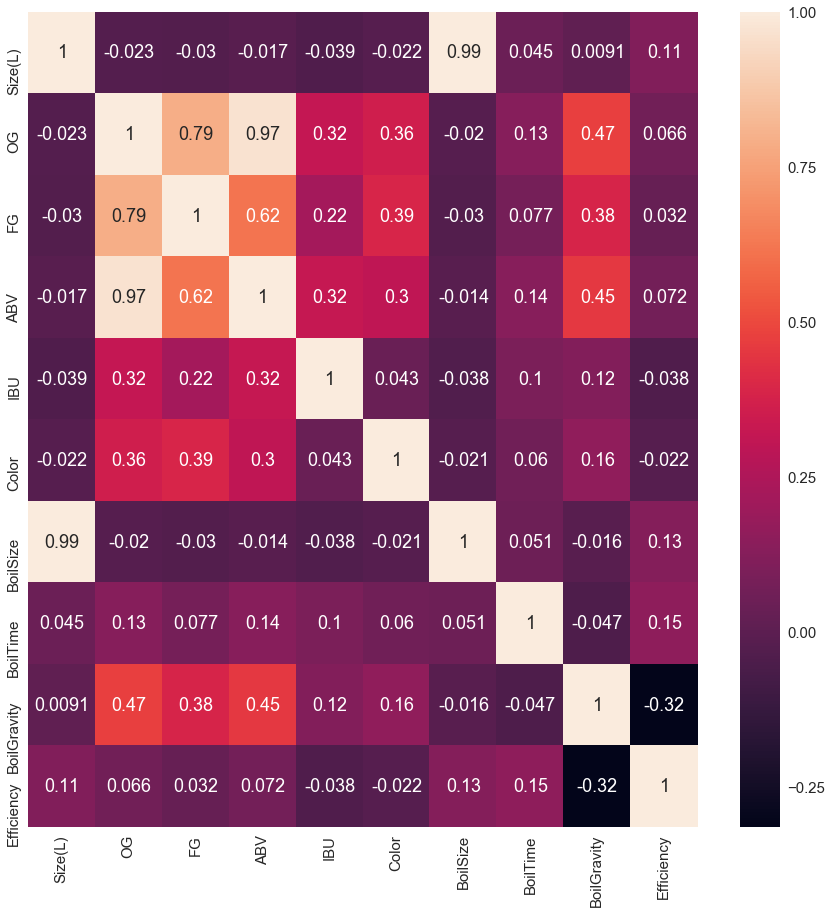 Size(L) 1 -0.023 -0.03 -0.017 -0.039 -0.022 0.99 0.045 0.0091 0.11
OG -0.023 1 0.79 0.97 0.32 0.36 -0.02 0.13 0.47 0.066
FG -0.03 0.79 1 0.62 0.22 0.39 -0.03 0.077 0.38 0.032
ABV -0.017 0.97 0.62 1 0.32 0.3 -0.014 0.14 0.45 0.072
IBU -0.039 0.32 0.22 0.32 1 0.043 -0.038 0.1 0.12 -0.038
Color -0.022 0.36 0.39 0.3 0.043 1 -0.021 0.06 0.16 -0.022
BoilSize 0.99 -0.02 -0.03 -0.014 -0.038 -0.021 1 0.051 -0.016 0.13
BoilTime 0.045 0.13 0.077 0.14 0.1 0.06 0.051 1 -0.047 0.15
BoilGravity 0.0091 0.47 0.38 0.45 0.12 0.16 -0.016 -0.047 1 -0.32
Efficiency 0.11 0.066 0.032 0.072 -0.038 -0.022 0.13 0.15 -0.32 1
Size(L) OG FG ABV IBU Color BoilSize BoilTime BoilGravity Efficiency
1.00
0.75
0.50
0.25
0.00
−0.25